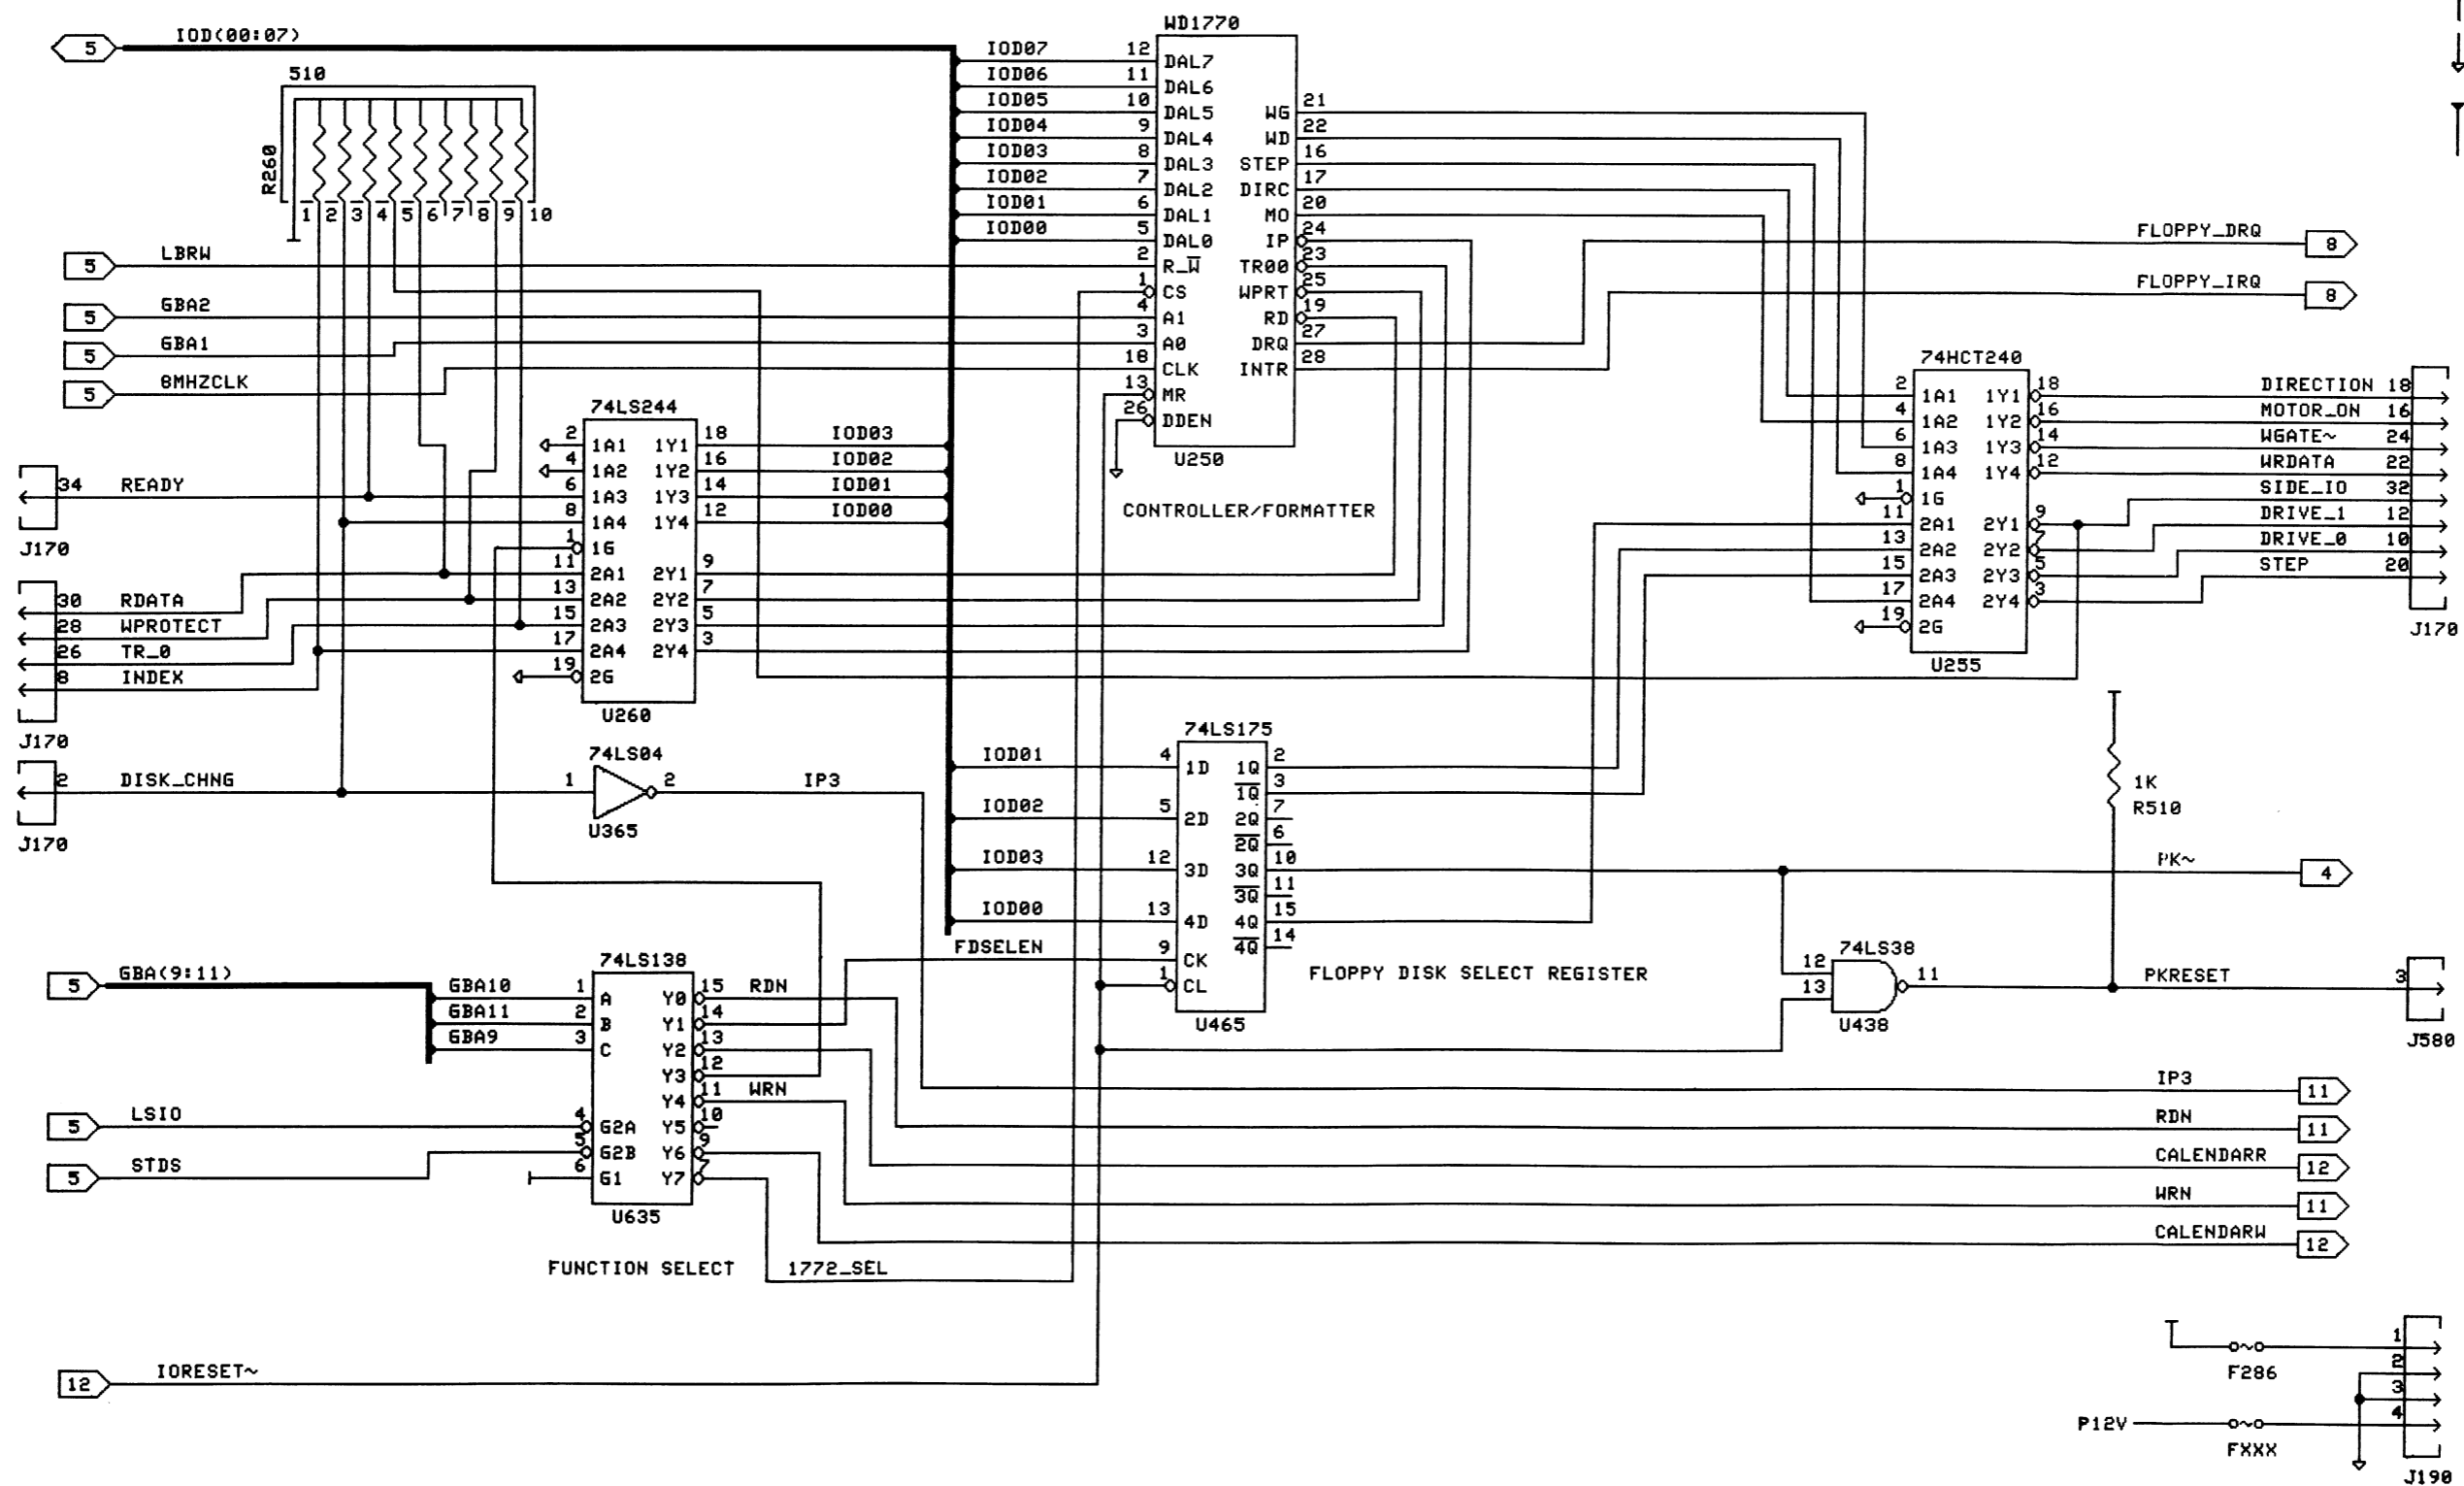 5 IOD(00:07)
510
R260
1 2 3 4 5 6 7 8 9 10
5 LBRW
5 GBA2
5 GBA1
5 8MHZCLK
WD1770
IOD07 12 DAL7
IOD06 11 DAL6
IOD05 10 DAL5 WG 21
IOD04 9 DAL4 WD 22
IOD03 8 DAL3 STEP 16
IOD02 7 DAL2 DIRC 17
IOD01 6 DAL1 MO 20
IOD00 5 DAL0 IP 24
2 R_W TR00 23
1 CS WPRT 25
4 A1 RD 19
3 A0 DRQ 27
18 CLK INTR 28
13 MR
26 DDEN
U250
CONTROLLER/FORMATTER
FLOPPY_DRQ 8
FLOPPY_IRQ 8
74LS244
2 1A1 1Y1 18 IOD03
4 1A2 1Y2 16 IOD02
6 1A3 1Y3 14 IOD01
8 1A4 1Y4 12 IOD00
1 1G
11 2A1 2Y1 9
13 2A2 2Y2 7
15 2A3 2Y3 5
17 2A4 2Y4 3
19 2G
U260
34 READY
J170
30 RDATA
28 WPROTECT
26 TR_0
8 INDEX
J170
2 DISK_CHNG
J170
74LS04
1 2 IP3
U365
74HCT240
2 1A1 1Y1 18 DIRECTION 18
4 1A2 1Y2 16 MOTOR_ON 16
6 1A3 1Y3 14 WGATE~ 24
8 1A4 1Y4 12 WRDATA 22
1 1G SIDE_IO 32
11 2A1 2Y1 9 DRIVE_1 12
13 2A2 2Y2 7 DRIVE_0 10
15 2A3 2Y3 5 STEP 20
17 2A4 2Y4 3
19 2G
U255
J170
74LS175
IOD01 4 1D 1Q 2
1Q 3
IOD02 5 2D 2Q 7
2Q 6
IOD03 12 3D 3Q 10
3Q 11
IOD00 13 4D 4Q 15
4Q 14
FDSELEN 9 CK
1 CL
U465
FLOPPY DISK SELECT REGISTER
1K
R510
PK~ 4
74LS38
12
13
11
U438
PKRESET 3
J580
5 GBA(9:11)
74LS138
GBA10 1 A Y0 15 RDN
GBA11 2 B Y1 14
GBA9 3 C Y2 13
Y3 12
Y4 11 WRN
5 LSIO 4 G2A Y5 10
5 STDS 5 G2B Y6 9
6 G1 Y7 7
U635
FUNCTION SELECT
1772_SEL
IP3 11
RDN 11
CALENDARR 12
WRN 11
CALENDARW 12
12 IORESET~
F286 1
2
3
P12V 4
FXXX
J190